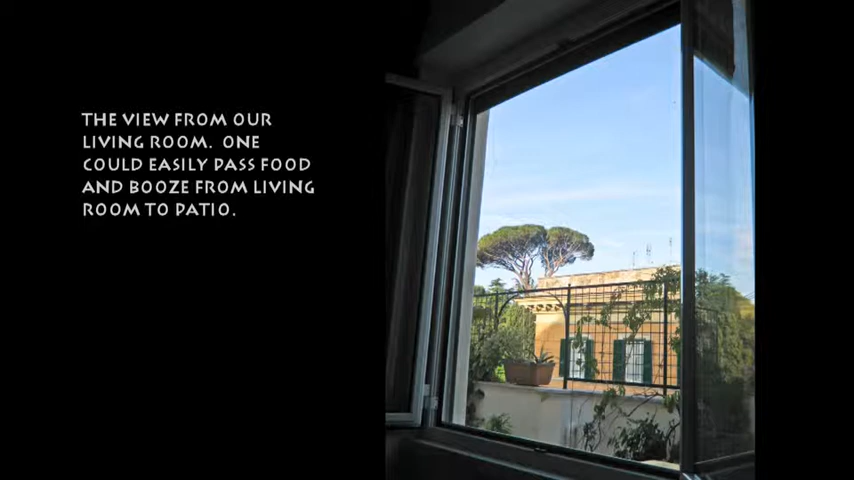 THE VIEW FROM OUR
LIVING ROOM. ONE
COULD EASILY PASS FOOD
AND BOOZE FROM LIVING
ROOM TO PATIO.